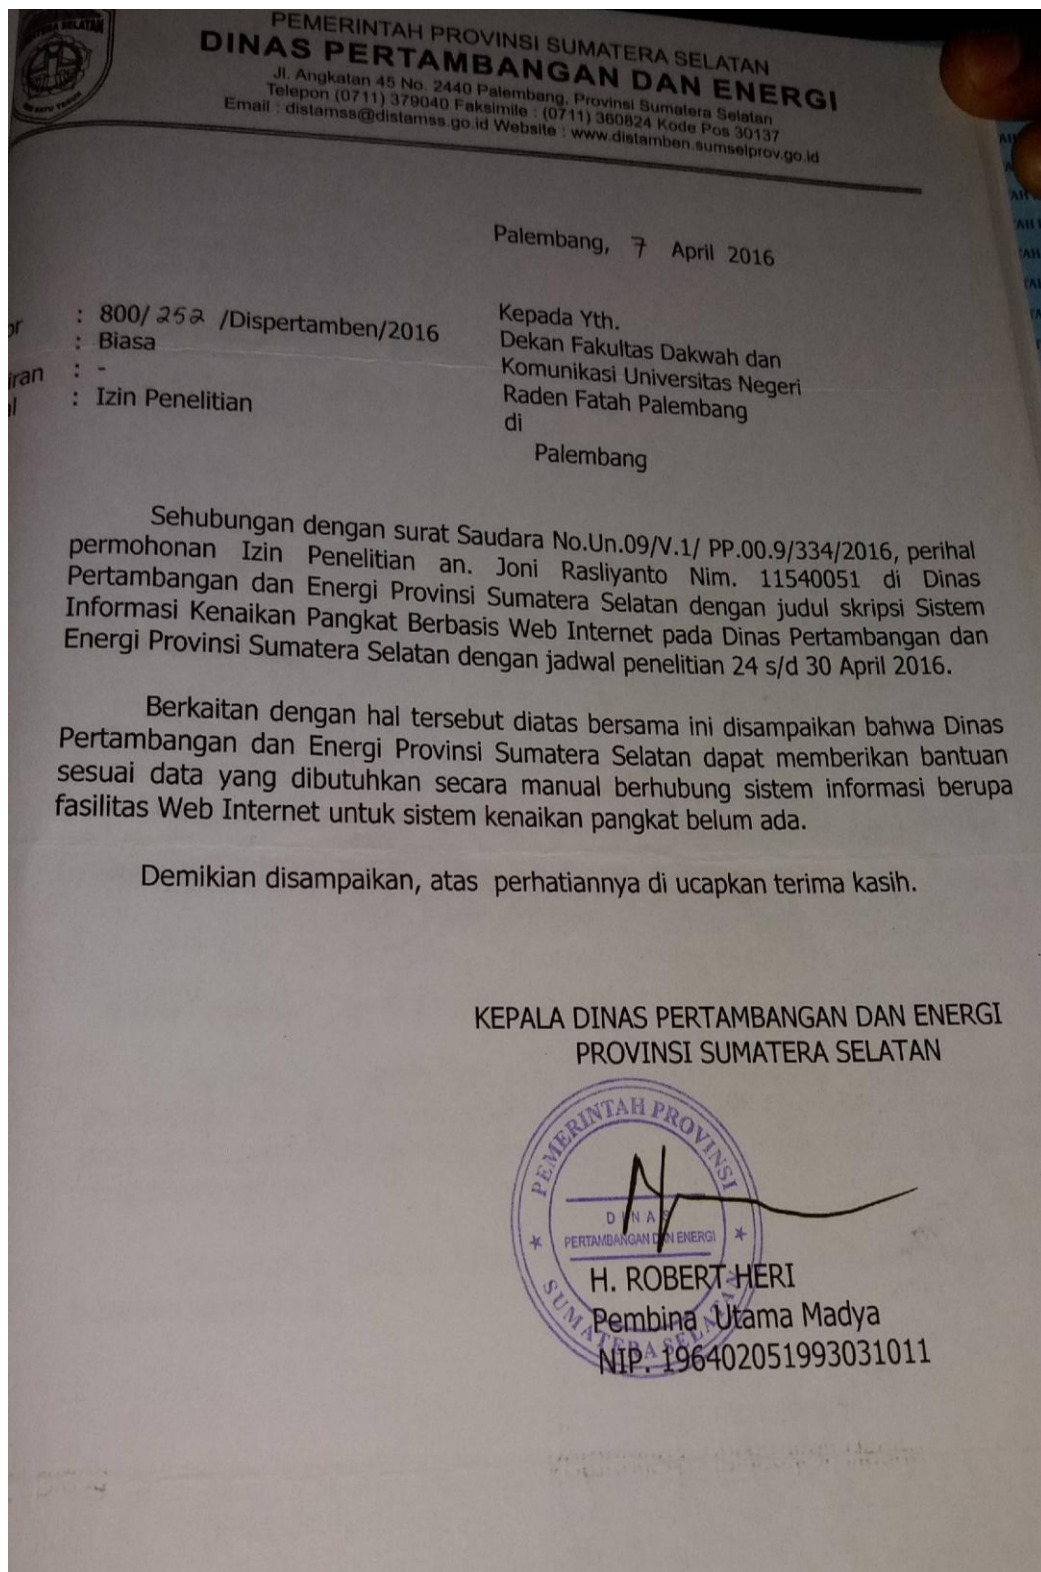 PEMERINTAH PROVINSI SUMATERA SELATAN
DINAS PERTAMBANGAN DAN ENERGI
Jl. Angkatan 45 No. 2440 Palembang, Provinsi Sumatera Selatan
Telepon (0711) 379040 Faksimile : (0711) 360824 Kode Pos 30137
Email : distamss@distamss.go.id Website : www.distamben.sumselprov.go.id
Palembang, 7 April 2016
: 800/ 252 /Dispertamben/2016
: Biasa
: -
: Izin Penelitian
Kepada Yth.
Dekan Fakultas Dakwah dan
Komunikasi Universitas Negeri
Raden Fatah Palembang
di
Palembang
Sehubungan dengan surat Saudara No.Un.09/V.1/ PP.00.9/334/2016, perihal
permohonan Izin Penelitian an. Joni Rasliyanto Nim. 11540051 di Dinas
Pertambangan dan Energi Provinsi Sumatera Selatan dengan judul skripsi Sistem
Informasi Kenaikan Pangkat Berbasis Web Internet pada Dinas Pertambangan dan
Energi Provinsi Sumatera Selatan dengan jadwal penelitian 24 s/d 30 April 2016.
Berkaitan dengan hal tersebut diatas bersama ini disampaikan bahwa Dinas
Pertambangan dan Energi Provinsi Sumatera Selatan dapat memberikan bantuan
sesuai data yang dibutuhkan secara manual berhubung sistem informasi berupa
fasilitas Web Internet untuk sistem kenaikan pangkat belum ada.
Demikian disampaikan, atas perhatiannya di ucapkan terima kasih.
KEPALA DINAS PERTAMBANGAN DAN ENERGI
PROVINSI SUMATERA SELATAN
PEMERINTAH PROVINSI
DINAS
PERTAMBANGAN DAN ENERGI
SUMATERA SELATAN
H. ROBERT HERI
Pembina Utama Madya
NIP. 196402051993031011